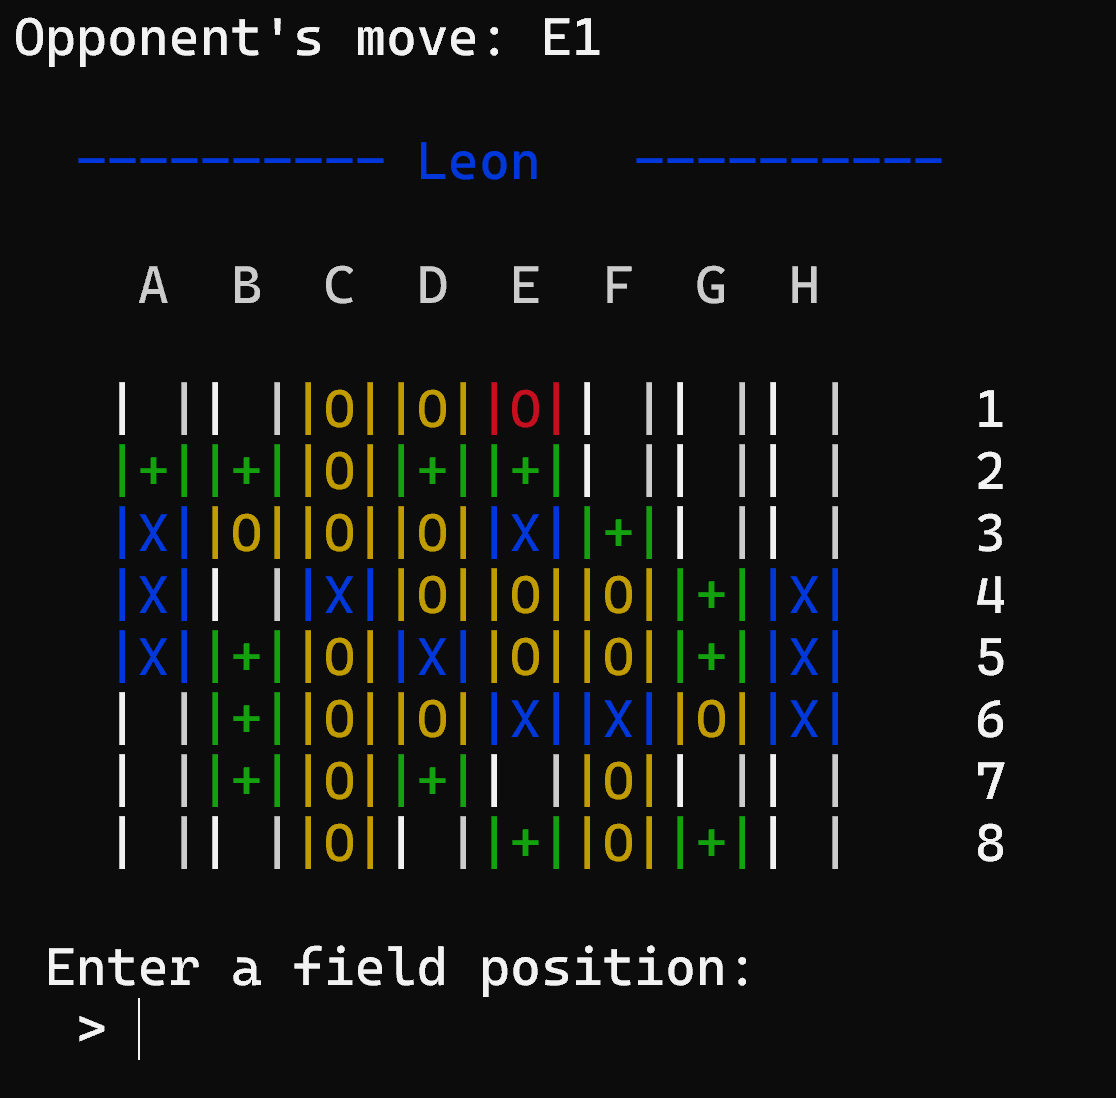 Opponent's move: E1
---------- Leon ----------
A B C D E F G H
| || ||O||O||O|| || || | 1
|+||+||O||+||+|| || || | 2
|X||O||O||O||X||+|| || | 3
|X|| ||X||O||O||O||+||X| 4
|X||+||O||X||O||O||+||X| 5
| ||+||O||O||X||X||O||X| 6
| ||+||O||+|| ||O|| || | 7
| || ||O|| ||+||O||+|| | 8
Enter a field position:
>